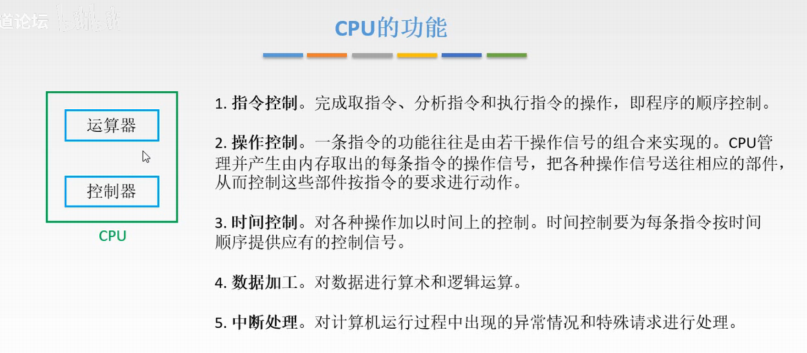 道论坛
CPU的功能
运算器
控制器
CPU
1. 指令控制。完成取指令、分析指令和执行指令的操作，即程序的顺序控制。
2. 操作控制。一条指令的功能往往是由若干操作信号的组合来实现的。CPU管
理并产生由内存取出的每条指令的操作信号，把各种操作信号送往相应的部件，
从而控制这些部件按指令的要求进行动作。
3. 时间控制。对各种操作加以时间上的控制。时间控制要为每条指令按时间
顺序提供应有的控制信号。
4. 数据加工。对数据进行算术和逻辑运算。
5. 中断处理。对计算机运行过程中出现的异常情况和特殊请求进行处理。